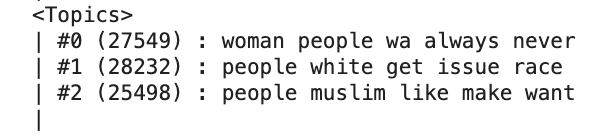 <Topics>
| #0 (27549) : woman people wa always never
| #1 (28232) : people white get issue race
| #2 (25498) : people muslim like make want
|